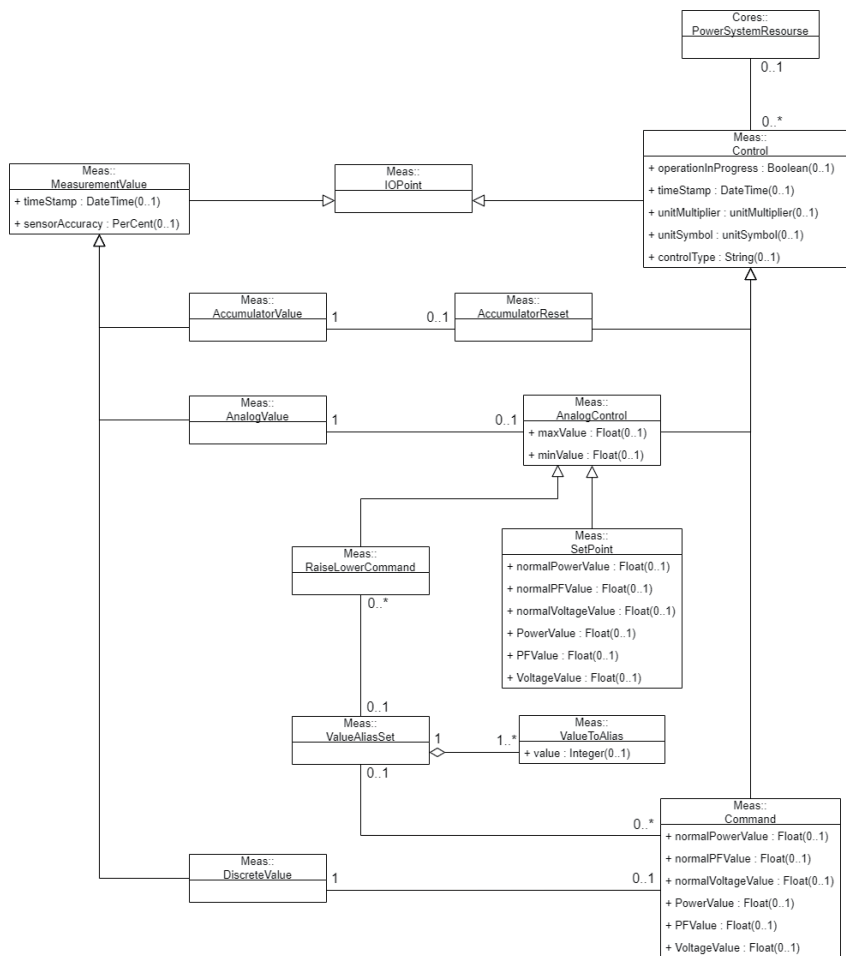 Cores::
PowerSystemResourse
0..1
0..*
Meas::
Control
+ operationInProgress : Boolean(0..1)
+ timeStamp : DateTime(0..1)
+ unitMultiplier : unitMultiplier(0..1)
+ unitSymbol : unitSymbol(0..1)
+ controlType : String(0..1)
Meas::
MeasurementValue
+ timeStamp : DateTime(0..1)
+ sensorAccuracy : PerCent(0..1)
Meas::
IOPoint
Meas::
AccumulatorValue
1
0..1
Meas::
AccumulatorReset
Meas::
AnalogValue
1
0..1
Meas::
AnalogControl
+ maxValue : Float(0..1)
+ minValue : Float(0..1)
Meas::
RaiseLowerCommand
0..*
0..1
Meas::
SetPoint
+ normalPowerValue : Float(0..1)
+ normalPFValue : Float(0..1)
+ normalVoltageValue : Float(0..1)
+ PowerValue : Float(0..1)
+ PFValue : Float(0..1)
+ VoltageValue : Float(0..1)
Meas::
ValueAliasSet
1
1..*
0..1
Meas::
ValueToAlias
+ value : Integer(0..1)
0..*
Meas::
Command
+ normalPowerValue : Float(0..1)
+ normalPFValue : Float(0..1)
+ normalVoltageValue : Float(0..1)
+ PowerValue : Float(0..1)
+ PFValue : Float(0..1)
+ VoltageValue : Float(0..1)
Meas::
DiscreteValue
1
0..1